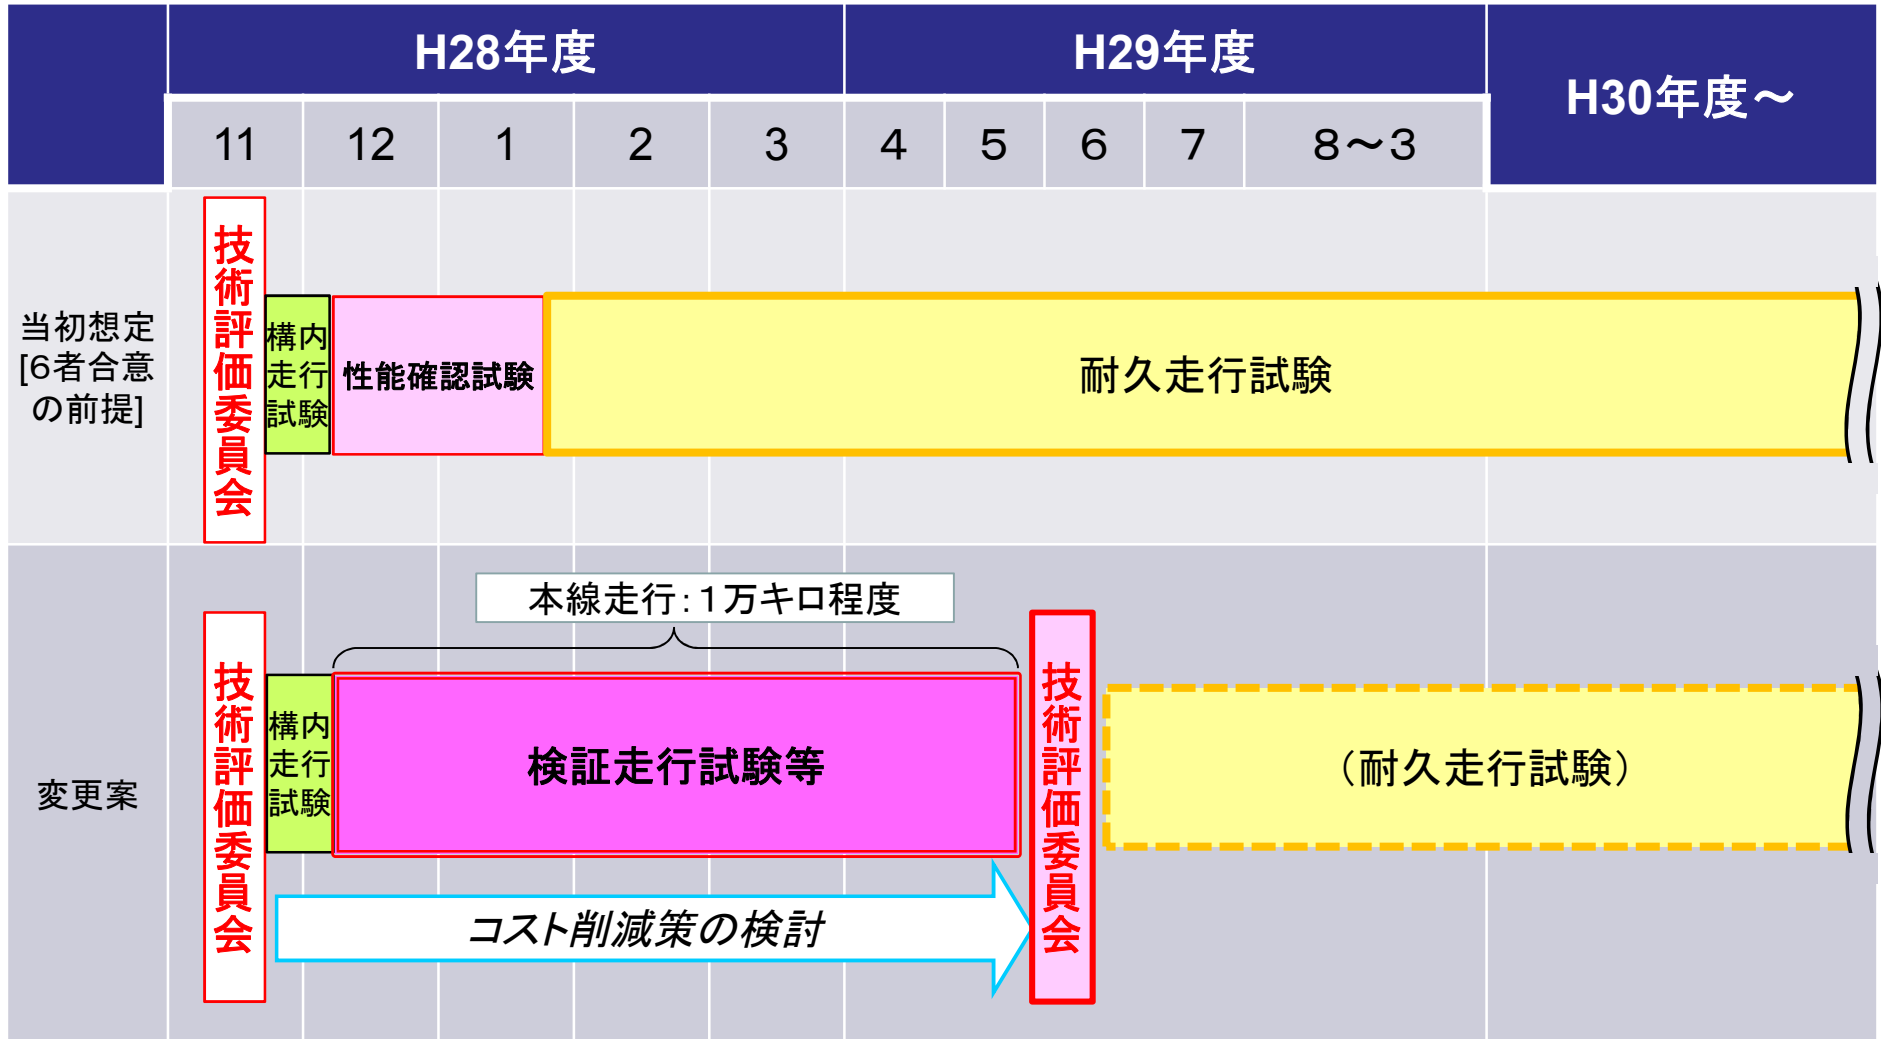 H28年度
H29年度
H30年度～
11
12
1
2
3
4
5
6
7
8～3
当初想定
[6者合意
の前提]
技術評価委員会
構内
走行
試験
性能確認試験
耐久走行試験
変更案
技術評価委員会
構内
走行
試験
本線走行：１万キロ程度
検証走行試験等
コスト削減策の検討
技術評価委員会
（耐久走行試験）